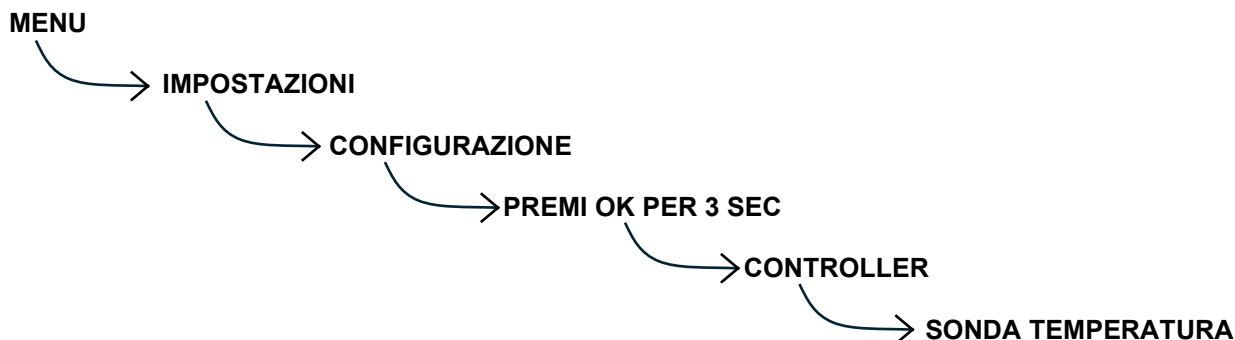 MENU
IMPOSTAZIONI
CONFIGURAZIONE
PREMI OK PER 3 SEC
CONTROLLER
SONDA TEMPERATURA